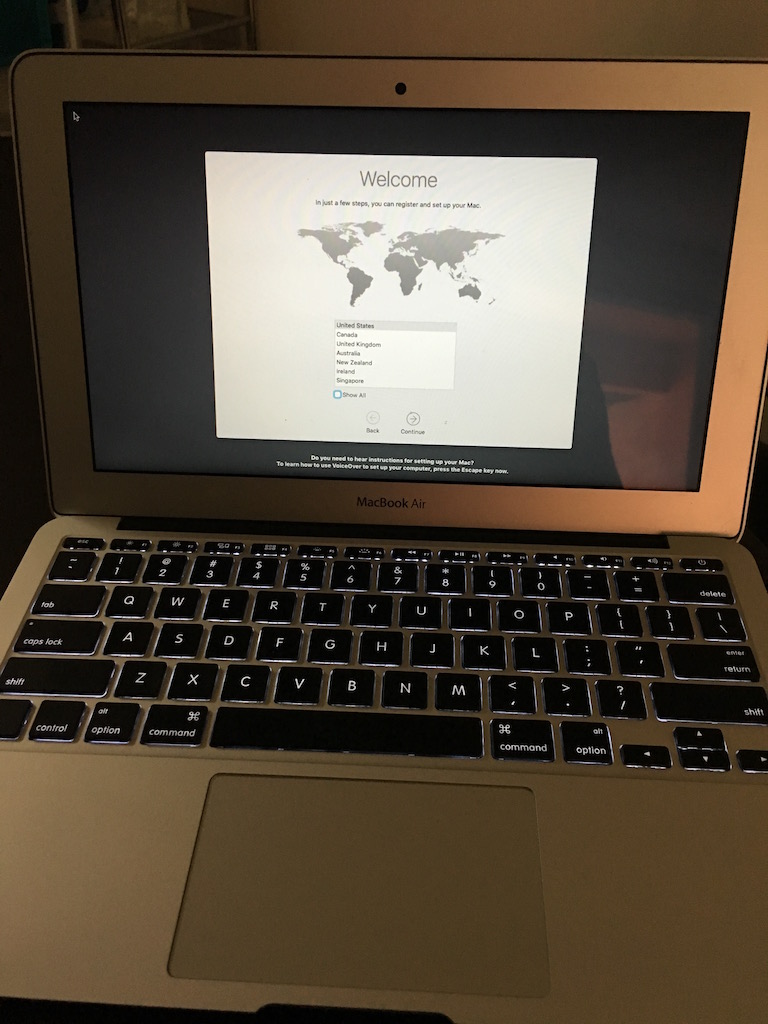 Welcome
In just a few steps, you can register and set up your Mac.
United States
Canada
United Kingdom
Australia
New Zealand
Ireland
Singapore
Show All
Back Continue
Do you need to hear instructions for setting up your Mac?
To learn how to use VoiceOver to set up your computer, press the Escape key now.
MacBook Air
esc
~ ! @ # $ % ^ & * ( ) – +
` 1 2 3 4 5 6 7 8 9 0 - = delete
tab Q W E R T Y U I O P { } |
[ ] \
caps lock A S D F G H J K L : " enter
; ' return
shift Z X C V B N M < > ? shift
, . /
alt ⌘ ⌘ alt
control option command command option